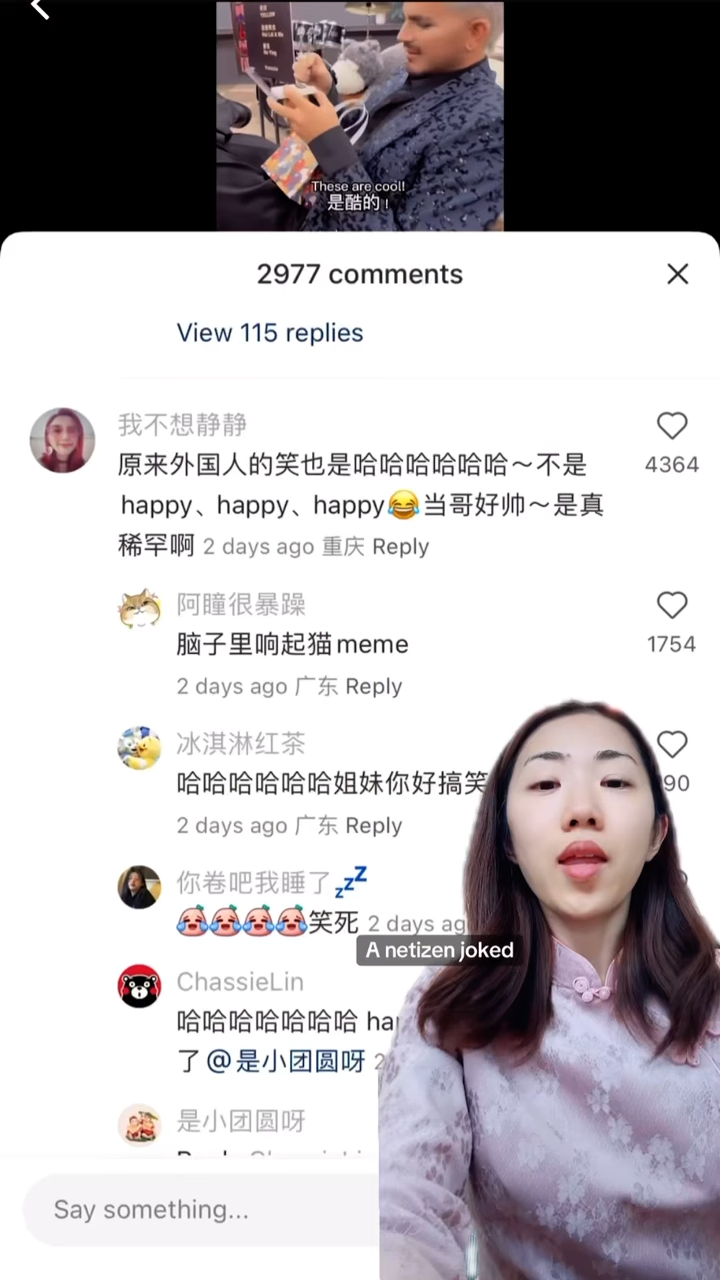 These are cool!
是酷的！
2977 comments
View 115 replies
我不想静静
原来外国人的笑也是哈哈哈哈哈哈～不是
happy、happy、happy😂当哥好帅～是真
稀罕啊 2 days ago 重庆 Reply
4364
阿瞳很暴躁
脑子里响起猫meme
1754
2 days ago 广东 Reply
冰淇淋红茶
哈哈哈哈哈哈姐妹你好搞笑
90
2 days ago 广东 Reply
你卷吧我睡了💤
笑死 2 days ag
A netizen joked
ChassieLin
哈哈哈哈哈哈哈 ha
了 @是小团圆呀 2
是小团圆呀
Say something...